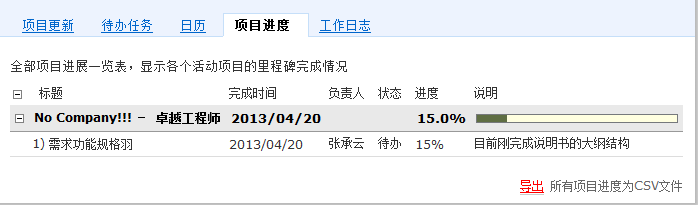 项目更新 待办任务 日历 项目进度 工作日志
全部项目进展一览表，显示各个活动项目的里程碑完成情况
标题 完成时间 负责人 状态 进度 说明
No Company!!! – 卓越工程师 2013/04/20 15.0%
1) 需求功能规格羽 2013/04/20 张承云 待办 15% 目前刚完成说明书的大纲结构
导出 所有项目进度为CSV文件